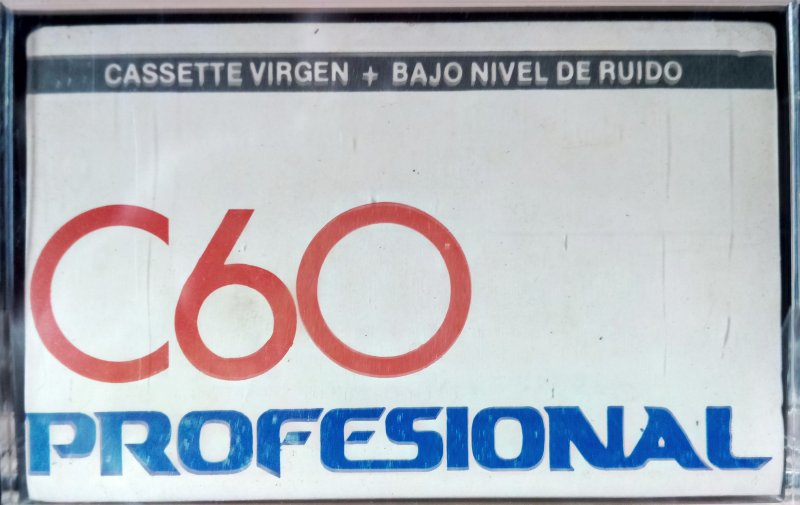 CASSETTE VIRGEN + BAJO NIVEL DE RUIDO
C60
PROFESIONAL